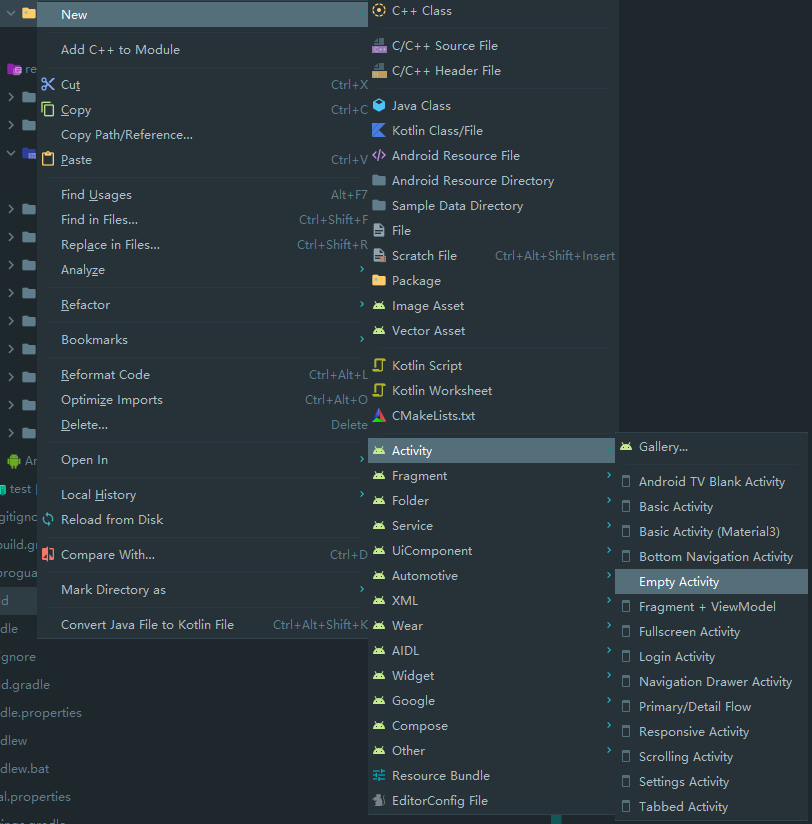 New
Add C++ to Module
Cut Ctrl+X
Copy Ctrl+C
Copy Path/Reference...
Paste Ctrl+V
Find Usages Alt+F7
Find in Files... Ctrl+Shift+F
Replace in Files... Ctrl+Shift+R
Analyze
Refactor
Bookmarks
Reformat Code Ctrl+Alt+L
Optimize Imports Ctrl+Alt+O
Delete... Delete
Open In
Local History
Reload from Disk
Compare With... Ctrl+D
Mark Directory as
Convert Java File to Kotlin File Ctrl+Alt+Shift+K
C++ Class
C/C++ Source File
C/C++ Header File
Java Class
Kotlin Class/File
Android Resource File
Android Resource Directory
Sample Data Directory
File
Scratch File Ctrl+Alt+Shift+Insert
Package
Image Asset
Vector Asset
Kotlin Script
Kotlin Worksheet
CMakeLists.txt
Activity
Fragment
Folder
Service
UiComponent
Automotive
XML
Wear
AIDL
Widget
Google
Compose
Other
Resource Bundle
EditorConfig File
Gallery...
Android TV Blank Activity
Basic Activity
Basic Activity (Material3)
Bottom Navigation Activity
Empty Activity
Fragment + ViewModel
Fullscreen Activity
Login Activity
Navigation Drawer Activity
Primary/Detail Flow
Responsive Activity
Scrolling Activity
Settings Activity
Tabbed Activity
re
An
test
gitignc
build.gr
progua
d
dle
ignore
d.gradle
dle.properties
dlew
dlew.bat
al.properties